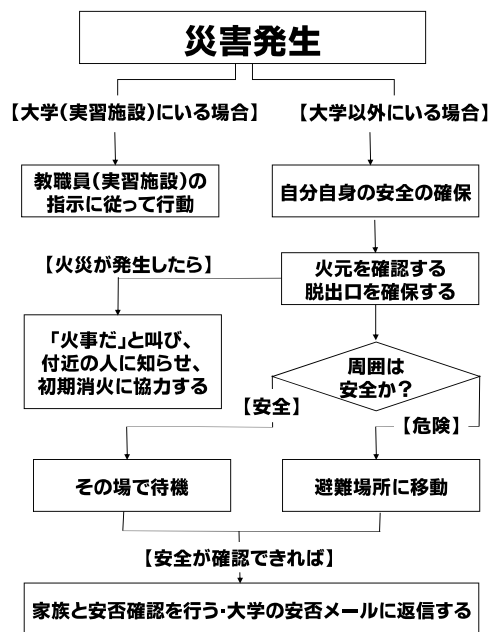 災害発生
【大学(実習施設)にいる場合】
【大学以外にいる場合】
教職員(実習施設)の
指示に従って行動
自分自身の安全の確保
【火災が発生したら】
火元を確認する
脱出口を確保する
「火事だ」と叫び、
付近の人に知らせ、
初期消火に協力する
周囲は
安全か?
【安全】
【危険】
その場で待機
避難場所に移動
【安全が確認できれば】
家族と安否確認を行う・大学の安否メールに返信する